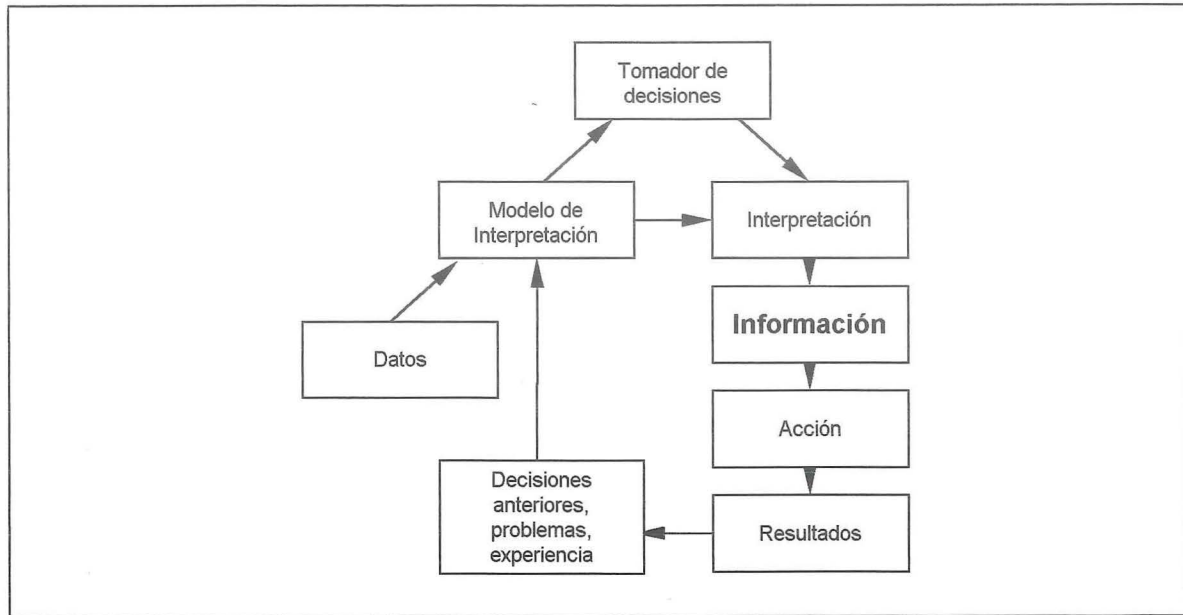 Tomador de
decisiones
Modelo de
Interpretación
Interpretación
Información
Datos
Acción
Decisiones
anteriores,
problemas,
experiencia
Resultados